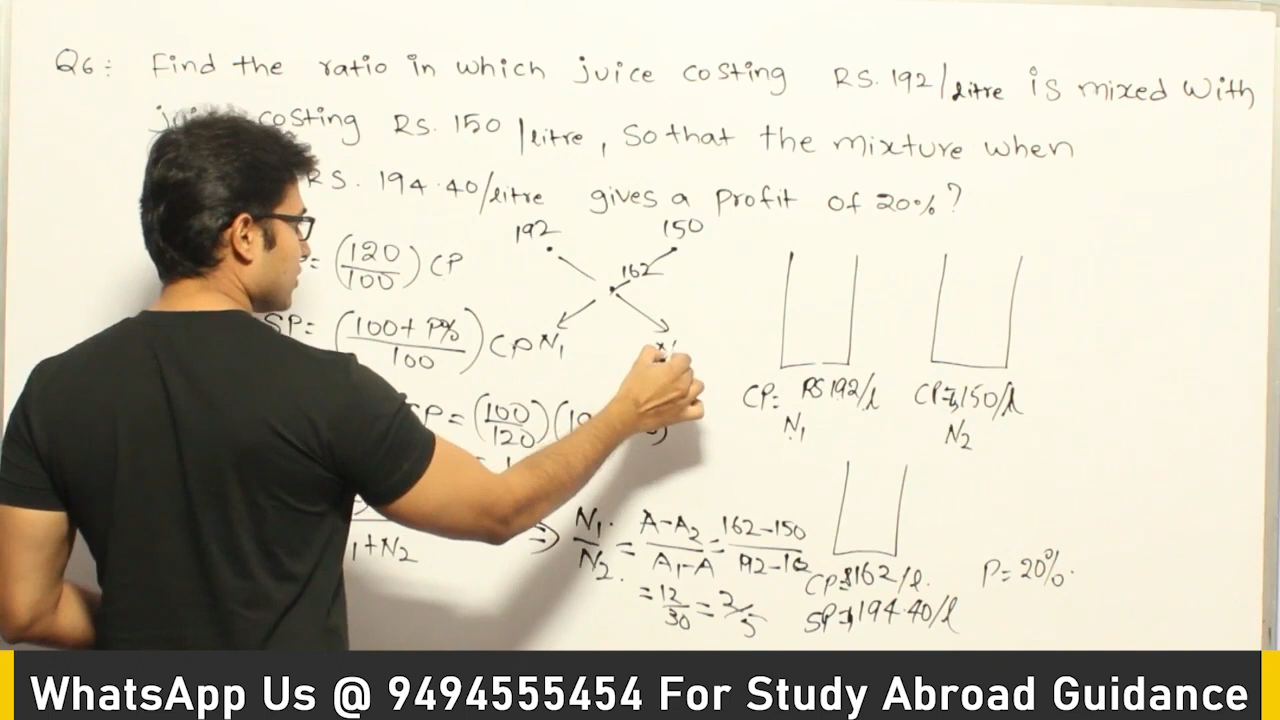 Q6: Find the ratio in which juice costing RS.192/litre is mixed with
costing RS. 150/litre, so that the mixture when
RS. 194.40/litre gives a profit of 20%?
192 150
162
= (120/100) CP
SP= (100+ P%/100) CP N1
P = (100/120)
1+N2
=> N1/N2 = A-A2/A1-A = 162-150/192-162
= 12/30 = 2/5
CP= RS 192/l CP= 150/l
N1 N2
CP= 162/l.
SP= 194.40/l
P= 20%.
WhatsApp Us @ 9494555454 For Study Abroad Guidance